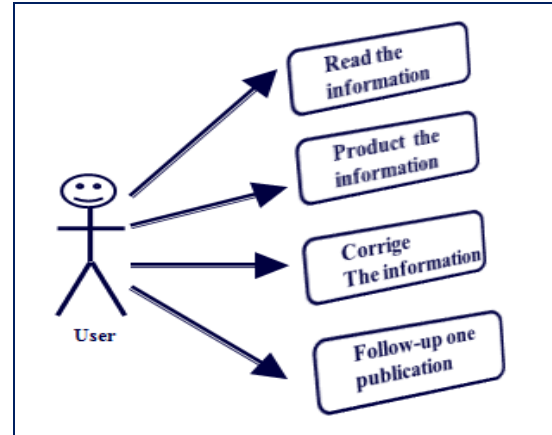 Read the
information
Product the
information
Corrige
The information
Follow-up one
publication
User